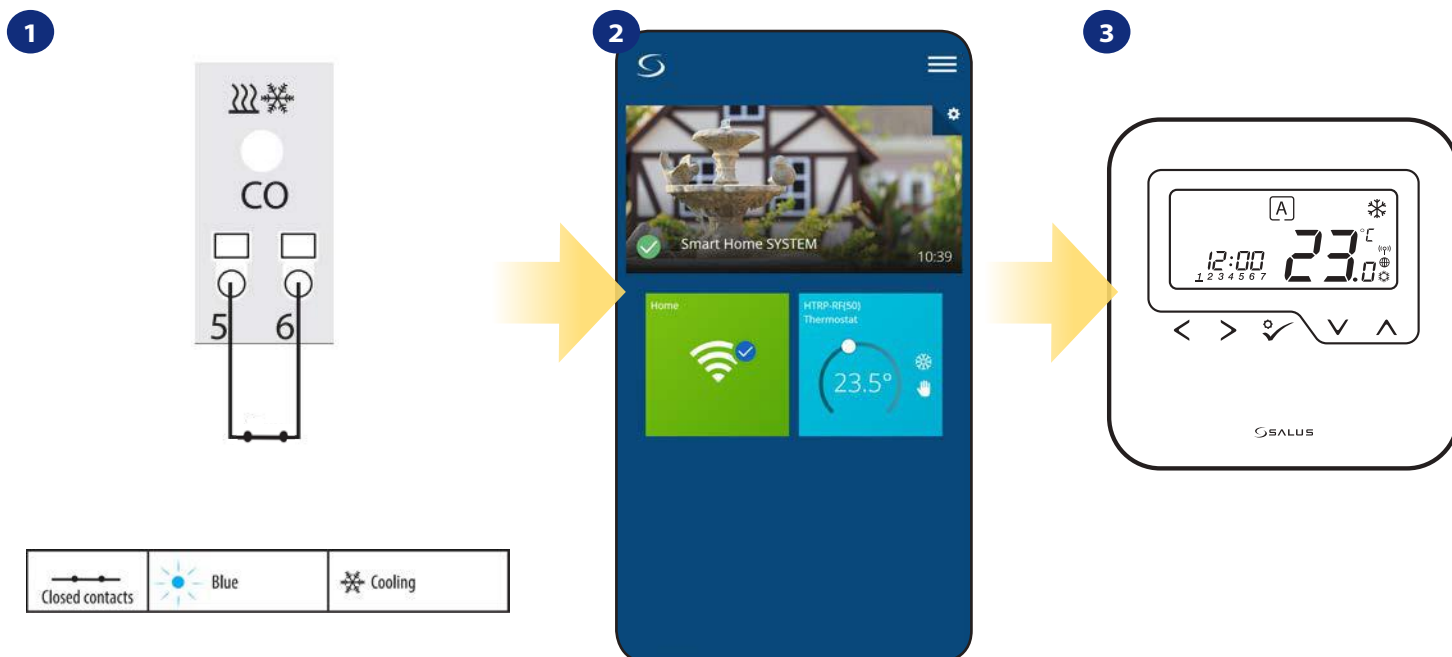 1
CO
5 6
Closed contacts
Blue
Cooling
2
Smart Home SYSTEM
10:39
Home
HTRP-RF(50)
Thermostat
23.5°
3
A
12:00
1 2 3 4 5 6 7
23.0 °C
SALUS